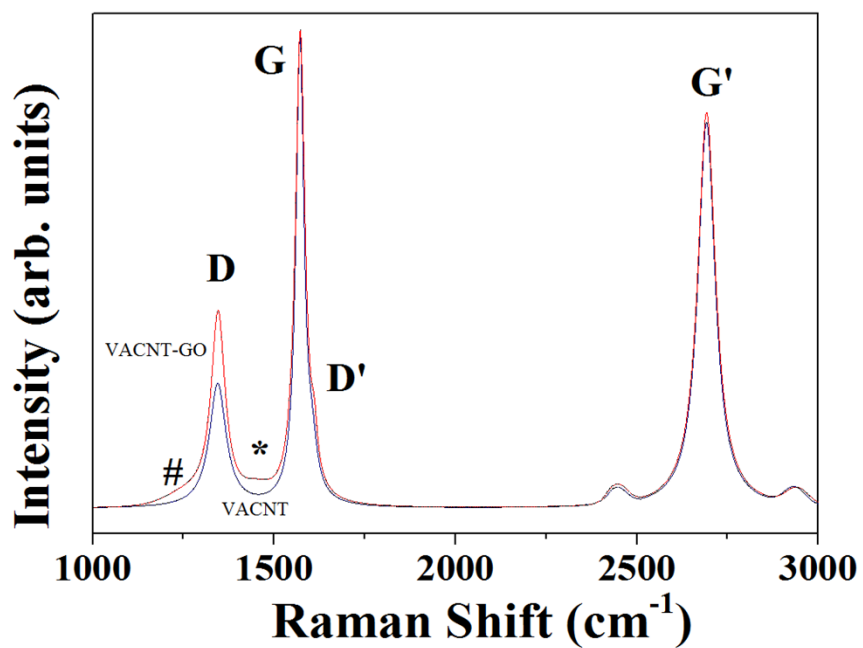 G
G'
D
VACNT-GO
D'
*
#
VACNT
Intensity (arb. units)
1000 1500 2000 2500 3000
Raman Shift (cm⁻¹)